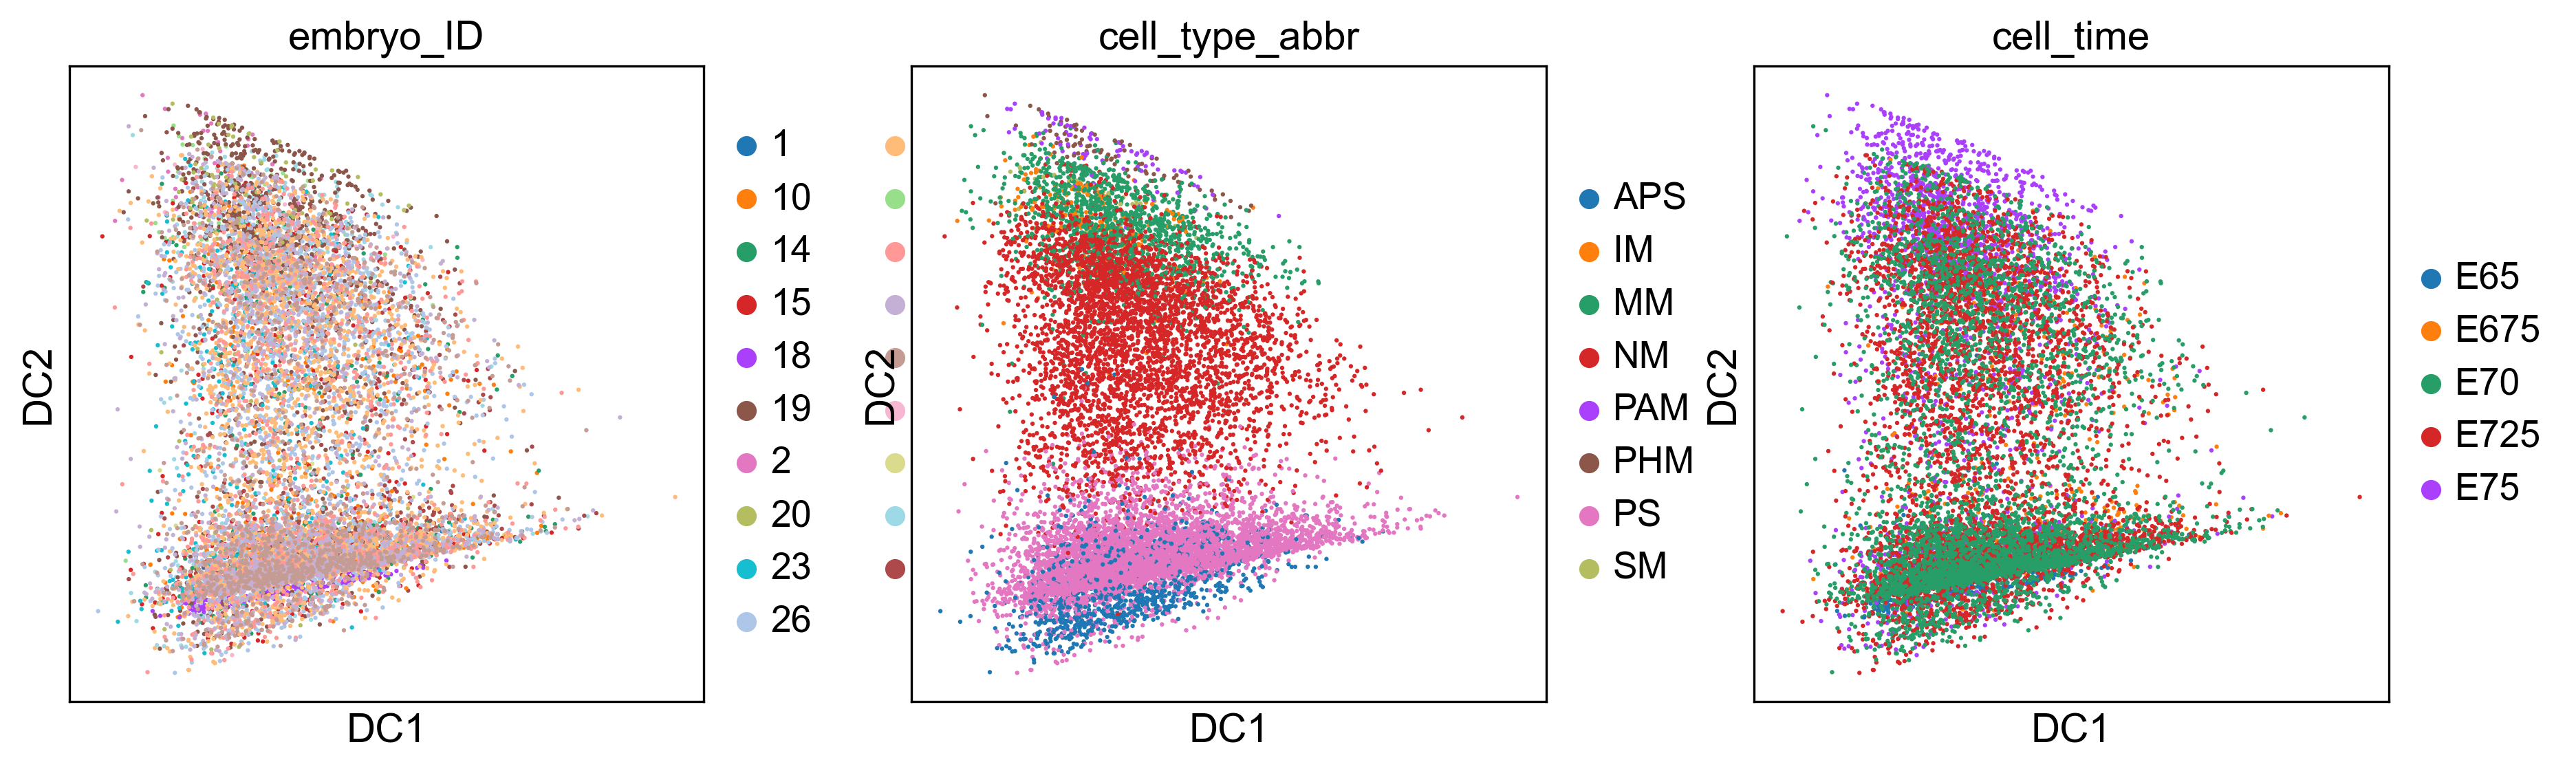 embryo_ID
DC2
DC1
1
10
14
15
18
19
2
20
23
26
cell_type_abbr
DC2
DC1
APS
IM
MM
NM
PAM
PHM
PS
SM
cell_time
DC2
DC1
E65
E675
E70
E725
E75